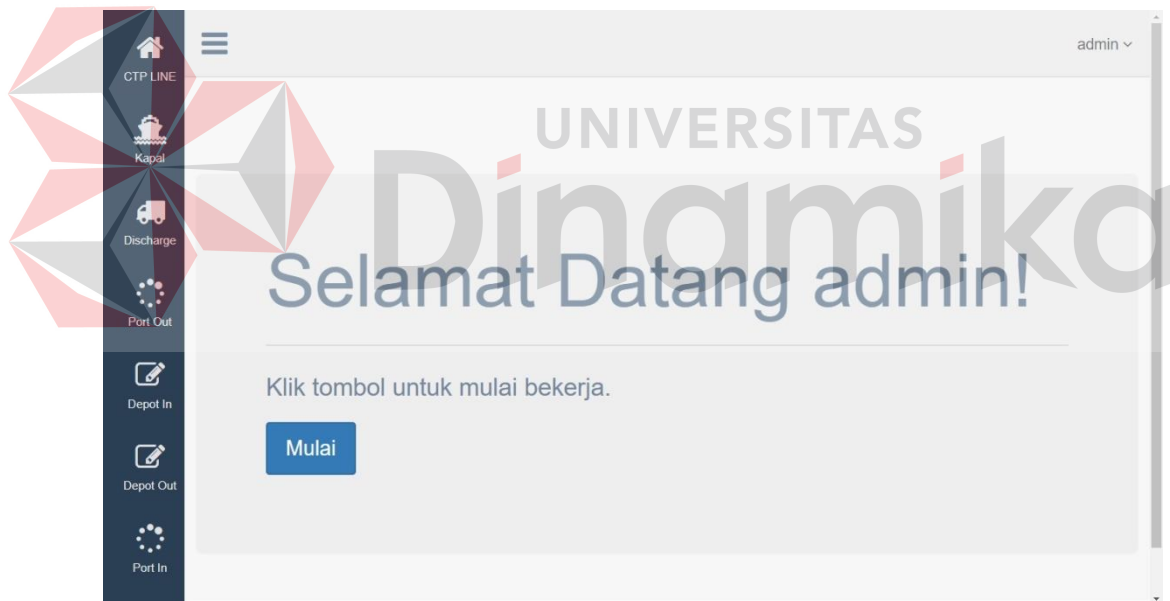 CTP LINE
admin
Kapal
Discharge
Port Out
Depot In
Depot Out
Port In
UNIVERSITAS
Dinamika
Selamat Datang admin!
Klik tombol untuk mulai bekerja.
Mulai